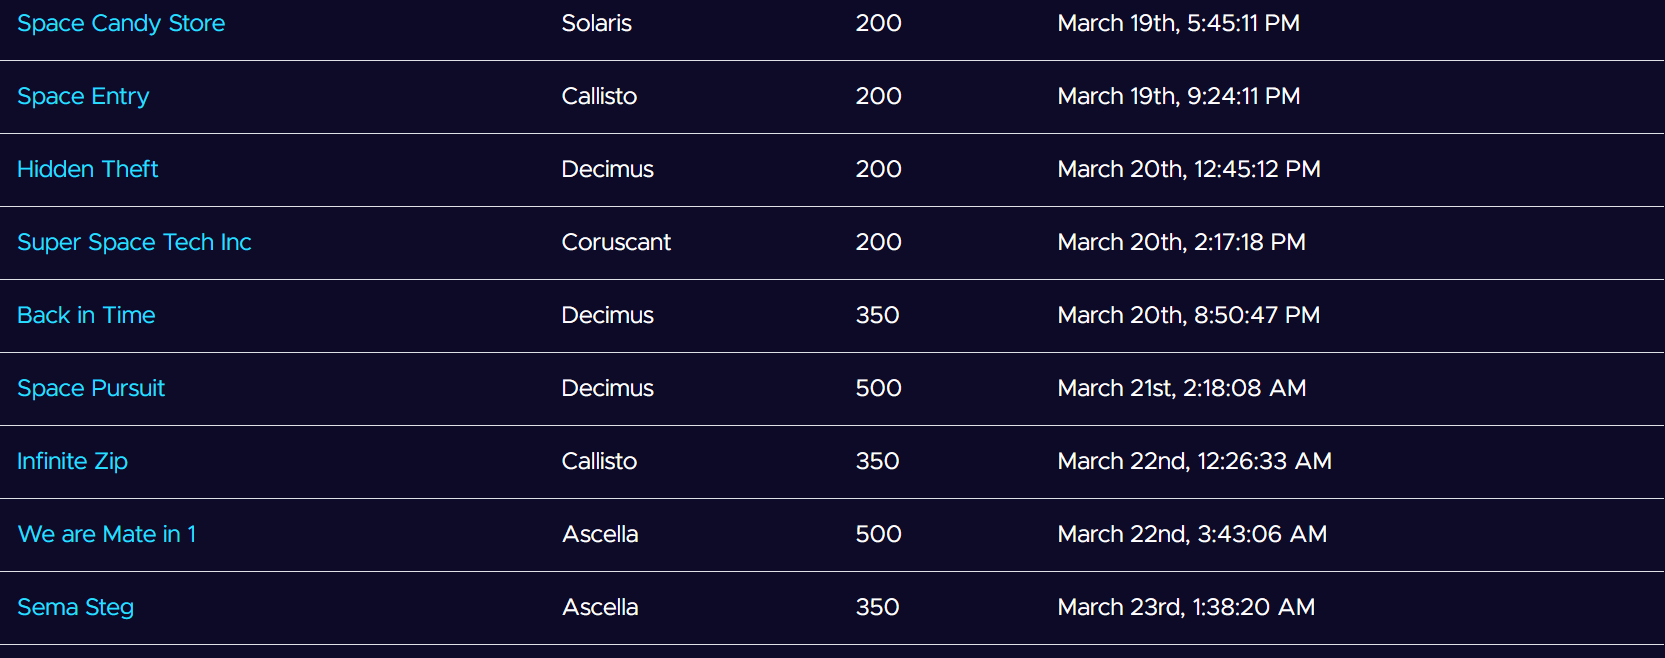 Space Candy Store Solaris 200 March 19th, 5:45:11 PM
Space Entry Callisto 200 March 19th, 9:24:11 PM
Hidden Theft Decimus 200 March 20th, 12:45:12 PM
Super Space Tech Inc Coruscant 200 March 20th, 2:17:18 PM
Back in Time Decimus 350 March 20th, 8:50:47 PM
Space Pursuit Decimus 500 March 21st, 2:18:08 AM
Infinite Zip Callisto 350 March 22nd, 12:26:33 AM
We are Mate in 1 Ascella 500 March 22nd, 3:43:06 AM
Sema Steg Ascella 350 March 23rd, 1:38:20 AM